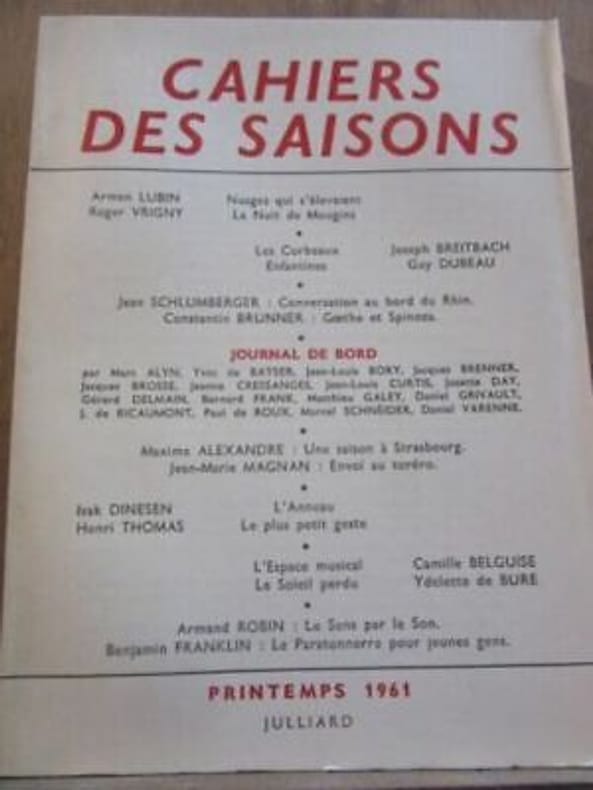 CAHIERS
DES SAISONS
Armen LUBIN Nuages qui s'élevaient
Roger VRIGNY La Nuit de Mougins
Les Corbeaux Joseph BREITBACH
Enfantines Guy DUBEAU
Jean SCHLUMBERGER : Conversation au bord du Rhin.
Constantin BRUNNER : Gœthe et Spinoza.
JOURNAL DE BORD
par Marc ALYN, Yves de BAYSER, Jean-Louis BORY, Jacques BRENNER,
Jacques BROSSE, Jeanne CRESSANGES, Jean-Louis CURTIS, Josette DAY,
Gérard DELMAIN, Bernard FRANK, Matthieu GALEY, Daniel GRIVAULT,
J. de RICAUMONT, Paul de ROUX, Marcel SCHNEIDER, Daniel VARENNE.
Maxime ALEXANDRE : Une saison à Strasbourg.
Jean-Marie MAGNAN : Envoi au toréro.
Isak DINESEN L'Anneau
Henri THOMAS Le plus petit geste
L'Espace musical Camille BELGUISE
Le Soleil perdu Ydelette de BURE
Armand ROBIN : Le Sens par le Son.
Benjamin FRANKLIN : Le Paratonnerre pour jeunes gens.
PRINTEMPS 1961
JULLIARD